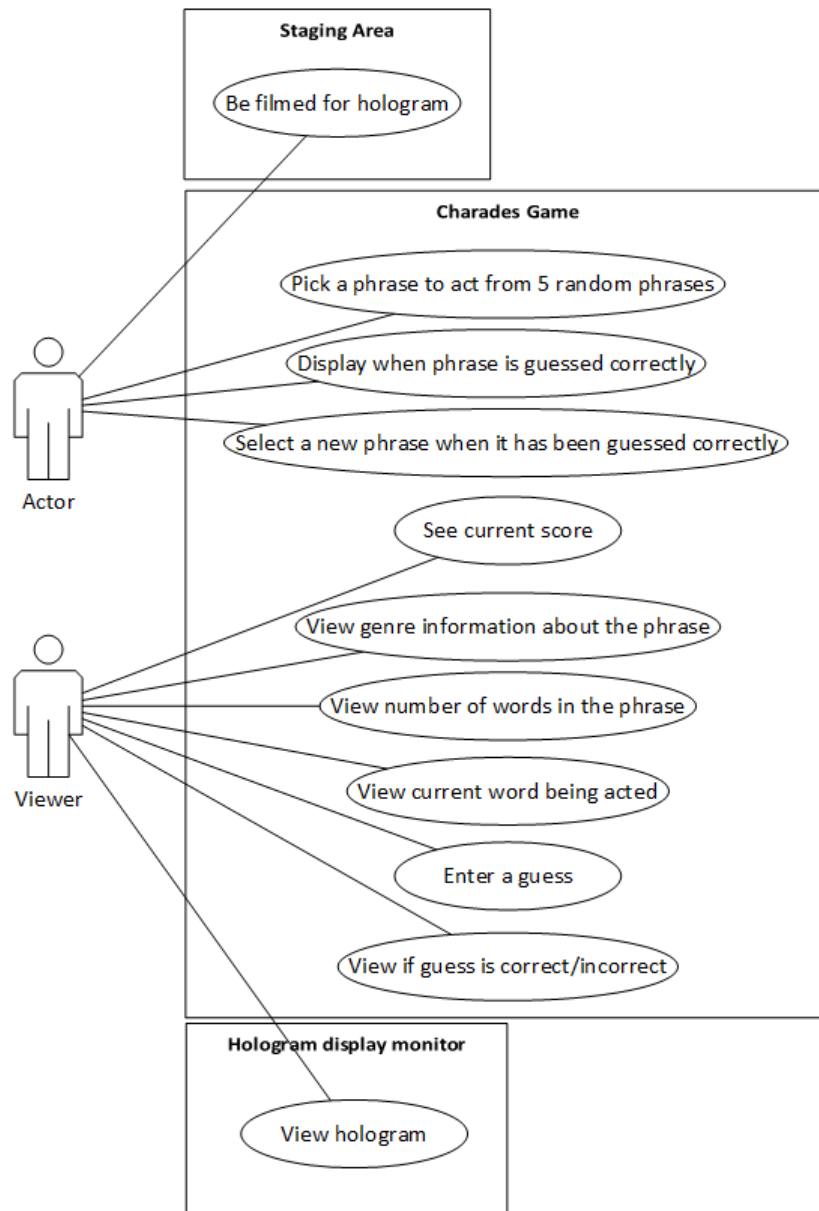 Staging Area
Be filmed for hologram
Charades Game
Pick a phrase to act from 5 random phrases
Display when phrase is guessed correctly
Select a new phrase when it has been guessed correctly
Actor
See current score
View genre information about the phrase
View number of words in the phrase
View current word being acted
Viewer
Enter a guess
View if guess is correct/incorrect
Hologram display monitor
View hologram